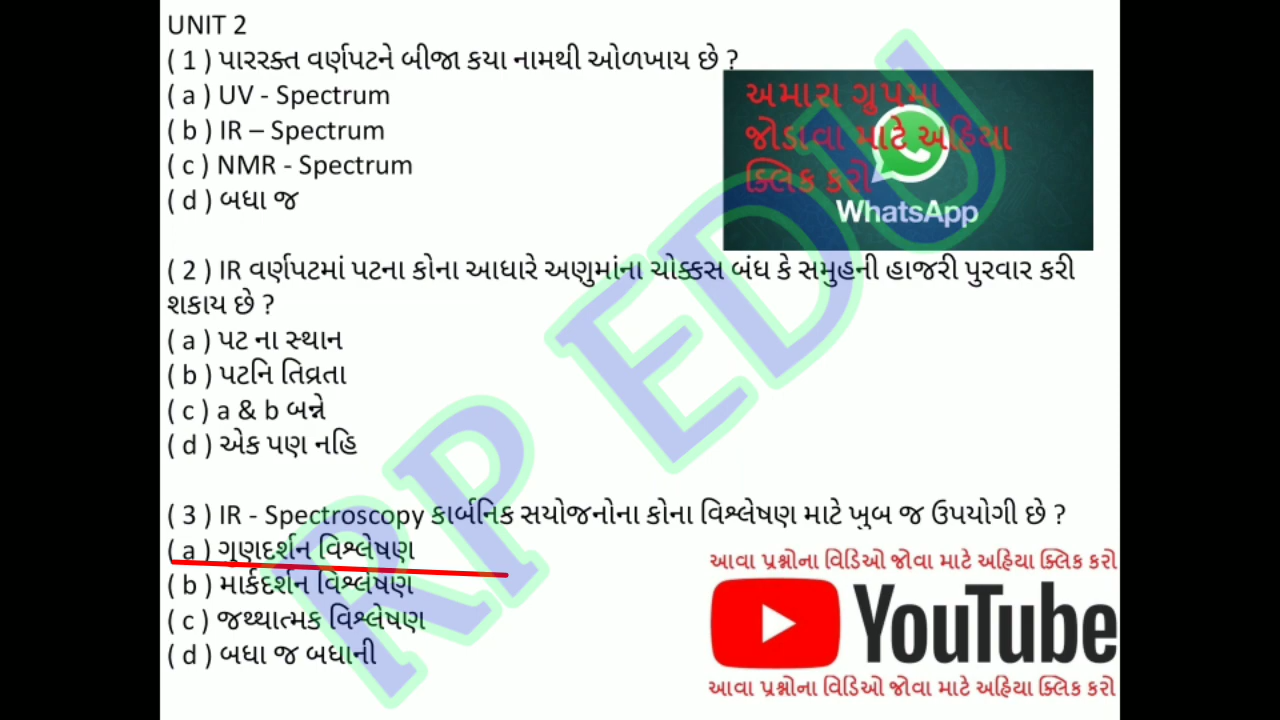 UNIT 2
( 1 ) પારરક્ત વર્ણપટને બીજા કયા નામથી ઓળખાય છે ?
( a ) UV - Spectrum
( b ) IR – Spectrum
( c ) NMR - Spectrum
( d ) બધા જ
અમારા ગ્રુપમા
જોડાવા માટે અહિયા
ક્લિક કરો
WhatsApp
( 2 ) IR વર્ણપટમાં પટના કોના આધારે અણુમાંના ચોક્કસ બંધ કે સમુહની હાજરી પુરવાર કરી
શકાય છે ?
( a ) પટ ના સ્થાન
( b ) પટનિ તિવ્રતા
( c ) a & b બન્ને
( d ) એક પણ નહિ
( 3 ) IR - Spectroscopy કાર્બનિક સયોજનોના કોના વિશ્લેષણ માટે ખુબ જ ઉપયોગી છે ?
( a ) ગુણદર્શન વિશ્લેષણ
( b ) માર્કદર્શન વિશ્લેષણ
( c ) જથ્થાત્મક વિશ્લેષણ
( d ) બધા જ બધાની
આવા પ્રશ્નોના વિડિઓ જોવા માટે અહિયા ક્લિક કરો
YouTube
આવા પ્રશ્નોના વિડિઓ જોવા માટે અહિયા ક્લિક કરો
RP EDU